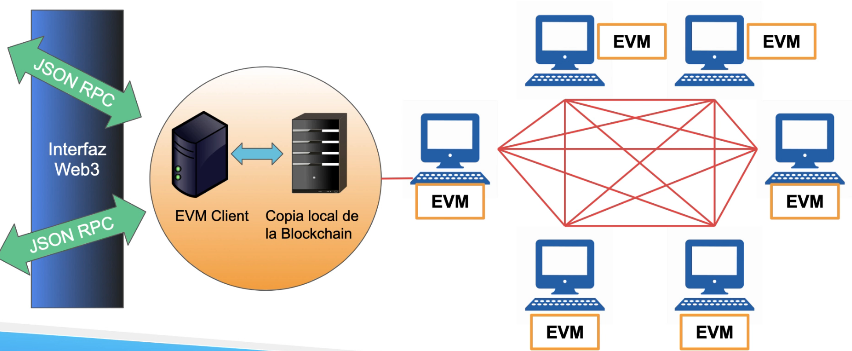 JSON RPC
Interfaz
Web3
JSON RPC
EVM Client
Copia local de
la Blockchain
EVM
EVM
EVM
EVM
EVM
EVM